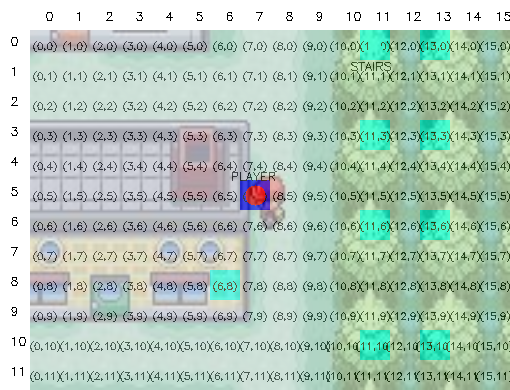 0 1 2 3 4 5 6 7 8 9 10 11 12 13 14 15
0 (0,0) (1,0) (2,0) (3,0) (4,0) (5,0) (6,0) (7,0) (8,0) (9,0) (10,0) (12,0) (13,0) (14,0) (15,0)
STAIRS
1 (0,1) (1,1) (2,1) (3,1) (4,1) (5,1) (6,1) (7,1) (8,1) (9,1) (10,1) (11,1) (12,1) (13,1) (14,1) (15,1)
2 (0,2) (1,2) (2,2) (3,2) (4,2) (5,2) (6,2) (7,2) (8,2) (9,2) (10,2) (11,2) (12,2) (13,2) (14,2) (15,2)
3 (0,3) (1,3) (2,3) (3,3) (4,3) (5,3) (6,3) (7,3) (8,3) (9,3) (10,3) (11,3) (12,3) (13,3) (14,3) (15,3)
4 (0,4) (1,4) (2,4) (3,4) (4,4) (5,4) (6,4) (7,4) (8,4) (9,4) (10,4) (11,4) (12,4) (13,4) (14,4) (15,4)
PLAYER
5 (0,5) (1,5) (2,5) (3,5) (4,5) (5,5) (6,5) (8,5) (9,5) (10,5) (11,5) (12,5) (13,5) (14,5) (15,5)
6 (0,6) (1,6) (2,6) (3,6) (4,6) (5,6) (6,6) (7,6) (8,6) (9,6) (10,6) (11,6) (12,6) (13,6) (14,6) (15,6)
7 (0,7) (1,7) (2,7) (3,7) (4,7) (5,7) (6,7) (7,7) (8,7) (9,7) (10,7) (11,7) (12,7) (13,7) (14,7) (15,7)
8 (0,8) (1,8) (2,8) (3,8) (4,8) (5,8) (6,8) (7,8) (8,8) (9,8) (10,8) (11,8) (12,8) (13,8) (14,8) (15,8)
9 (0,9) (1,9) (2,9) (3,9) (4,9) (5,9) (6,9) (7,9) (8,9) (9,9) (10,9) (11,9) (12,9) (13,9) (14,9) (15,9)
10 (0,10) (1,10) (2,10) (3,10) (4,10) (5,10) (6,10) (7,10) (8,10) (9,10) (10,10) (11,10) (12,10) (13,10) (14,10) (15,10)
11 (0,11) (1,11) (2,11) (3,11) (4,11) (5,11) (6,11) (7,11) (8,11) (9,11) (10,11) (11,11) (12,11) (13,11) (14,11) (15,11)